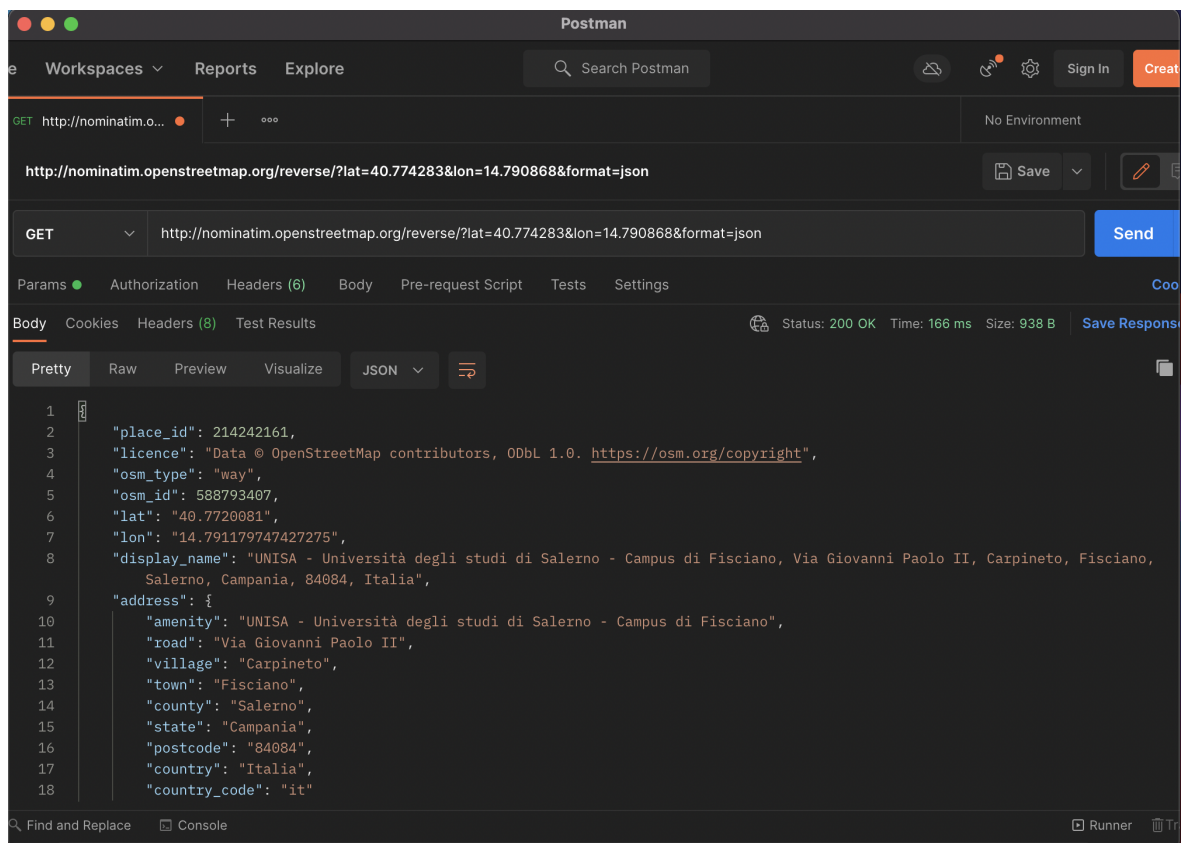 Postman
e Workspaces Reports Explore Search Postman Sign In Creat
GET http://nominatim.o... No Environment
http://nominatim.openstreetmap.org/reverse/?lat=40.774283&lon=14.790868&format=json Save
GET http://nominatim.openstreetmap.org/reverse/?lat=40.774283&lon=14.790868&format=json Send
Params Authorization Headers (6) Body Pre-request Script Tests Settings Coo
Body Cookies Headers (8) Test Results Status: 200 OK Time: 166 ms Size: 938 B Save Response
Pretty Raw Preview Visualize JSON
1 {
2 "place_id": 214242161,
3 "licence": "Data © OpenStreetMap contributors, ODbL 1.0. https://osm.org/copyright",
4 "osm_type": "way",
5 "osm_id": 588793407,
6 "lat": "40.7720081",
7 "lon": "14.791179747427275",
8 "display_name": "UNISA - Università degli studi di Salerno - Campus di Fisciano, Via Giovanni Paolo II, Carpineto, Fisciano,
Salerno, Campania, 84084, Italia",
9 "address": {
10 "amenity": "UNISA - Università degli studi di Salerno - Campus di Fisciano",
11 "road": "Via Giovanni Paolo II",
12 "village": "Carpineto",
13 "town": "Fisciano",
14 "county": "Salerno",
15 "state": "Campania",
16 "postcode": "84084",
17 "country": "Italia",
18 "country_code": "it"
Find and Replace Console Runner Tr